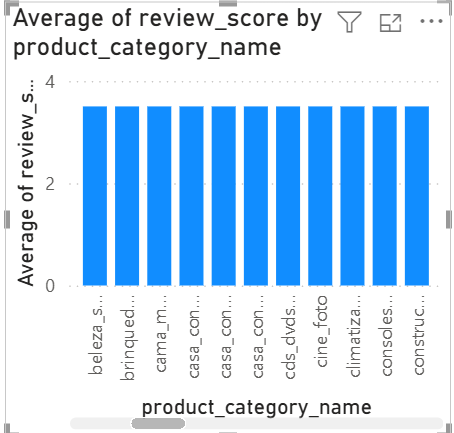 Average of review_score by
product_category_name
Average of review_s...
4
2
0
beleza_s...
brinqued...
cama_m...
casa_con...
casa_con...
casa_con...
cds_dvds...
cine_foto
climatiza...
consoles...
construc...
product_category_name